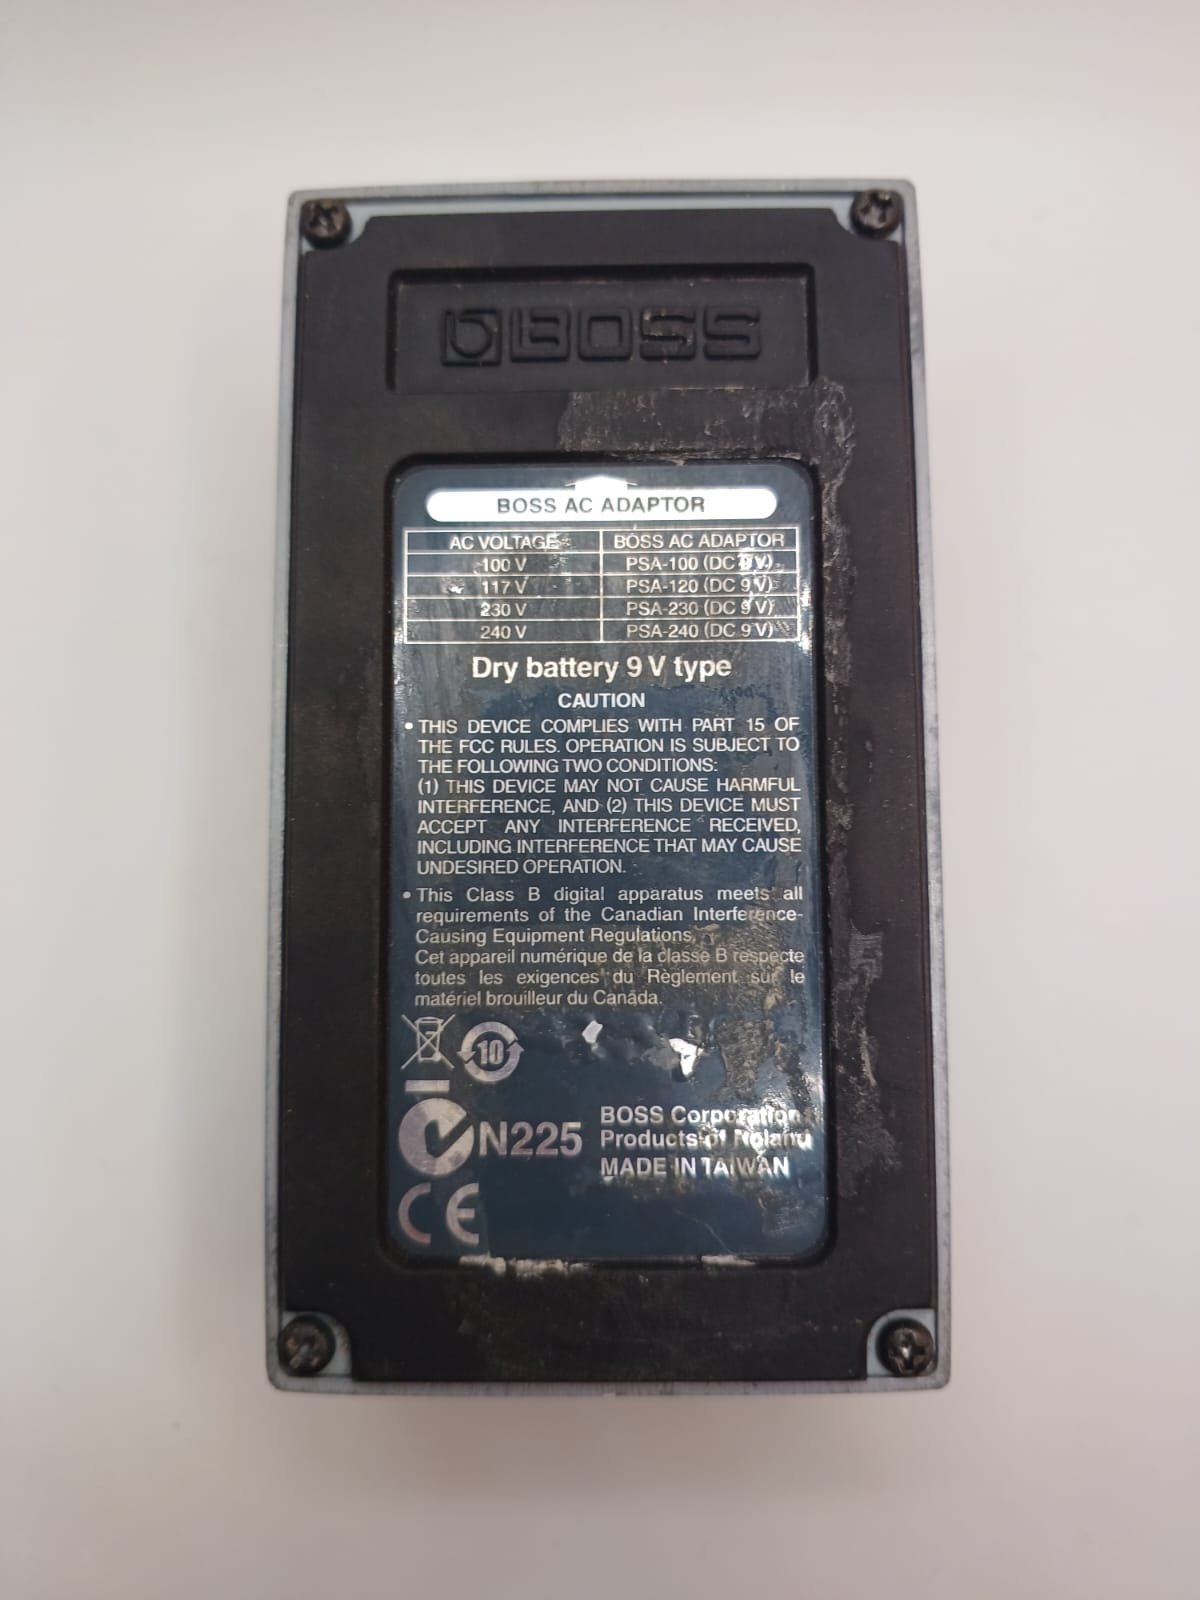 BOSS
BOSS AC ADAPTOR
AC VOLTAGE BOSS AC ADAPTOR
100 V PSA-100 (DC 9 V)
117 V PSA-120 (DC 9 V)
230 V PSA-230 (DC 9 V)
240 V PSA-240 (DC 9 V)
Dry battery 9 V type
CAUTION
• THIS DEVICE COMPLIES WITH PART 15 OF
THE FCC RULES. OPERATION IS SUBJECT TO
THE FOLLOWING TWO CONDITIONS:
(1) THIS DEVICE MAY NOT CAUSE HARMFUL
INTERFERENCE, AND (2) THIS DEVICE MUST
ACCEPT ANY INTERFERENCE RECEIVED,
INCLUDING INTERFERENCE THAT MAY CAUSE
UNDESIRED OPERATION.
• This Class B digital apparatus meets all
requirements of the Canadian Interference-
Causing Equipment Regulations.
Cet appareil numérique de la classe B respecte
toutes les exigences du Règlement sur le
matériel brouilleur du Canada.
10
N225
BOSS Corporation
Products of Roland
MADE IN TAIWAN
CE